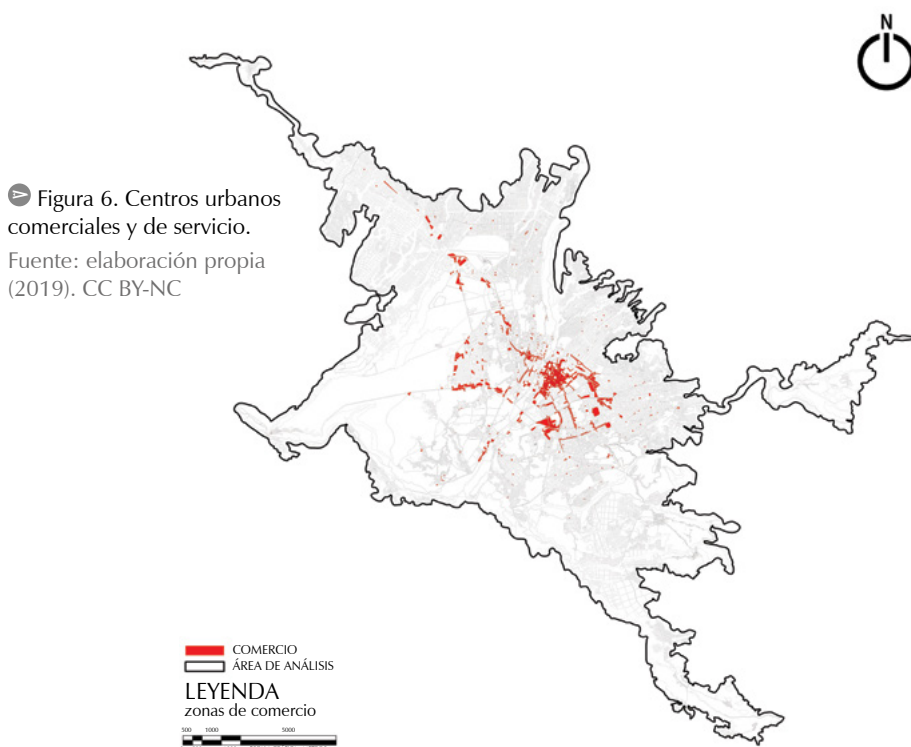 N
Figura 6. Centros urbanos
comerciales y de servicio.
Fuente: elaboración propia
(2019). CC BY-NC
COMERCIO
ÁREA DE ANÁLISIS
LEYENDA
zonas de comercio
500 1000 5000